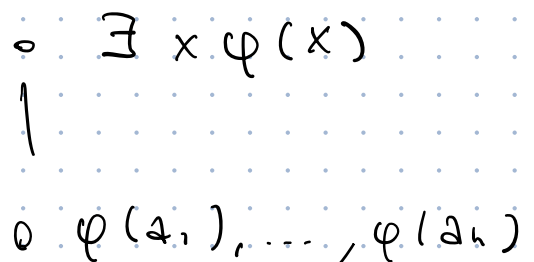 ∘ ∃ x φ(x)
|
∘ φ(a₁), ..., φ(aₙ)